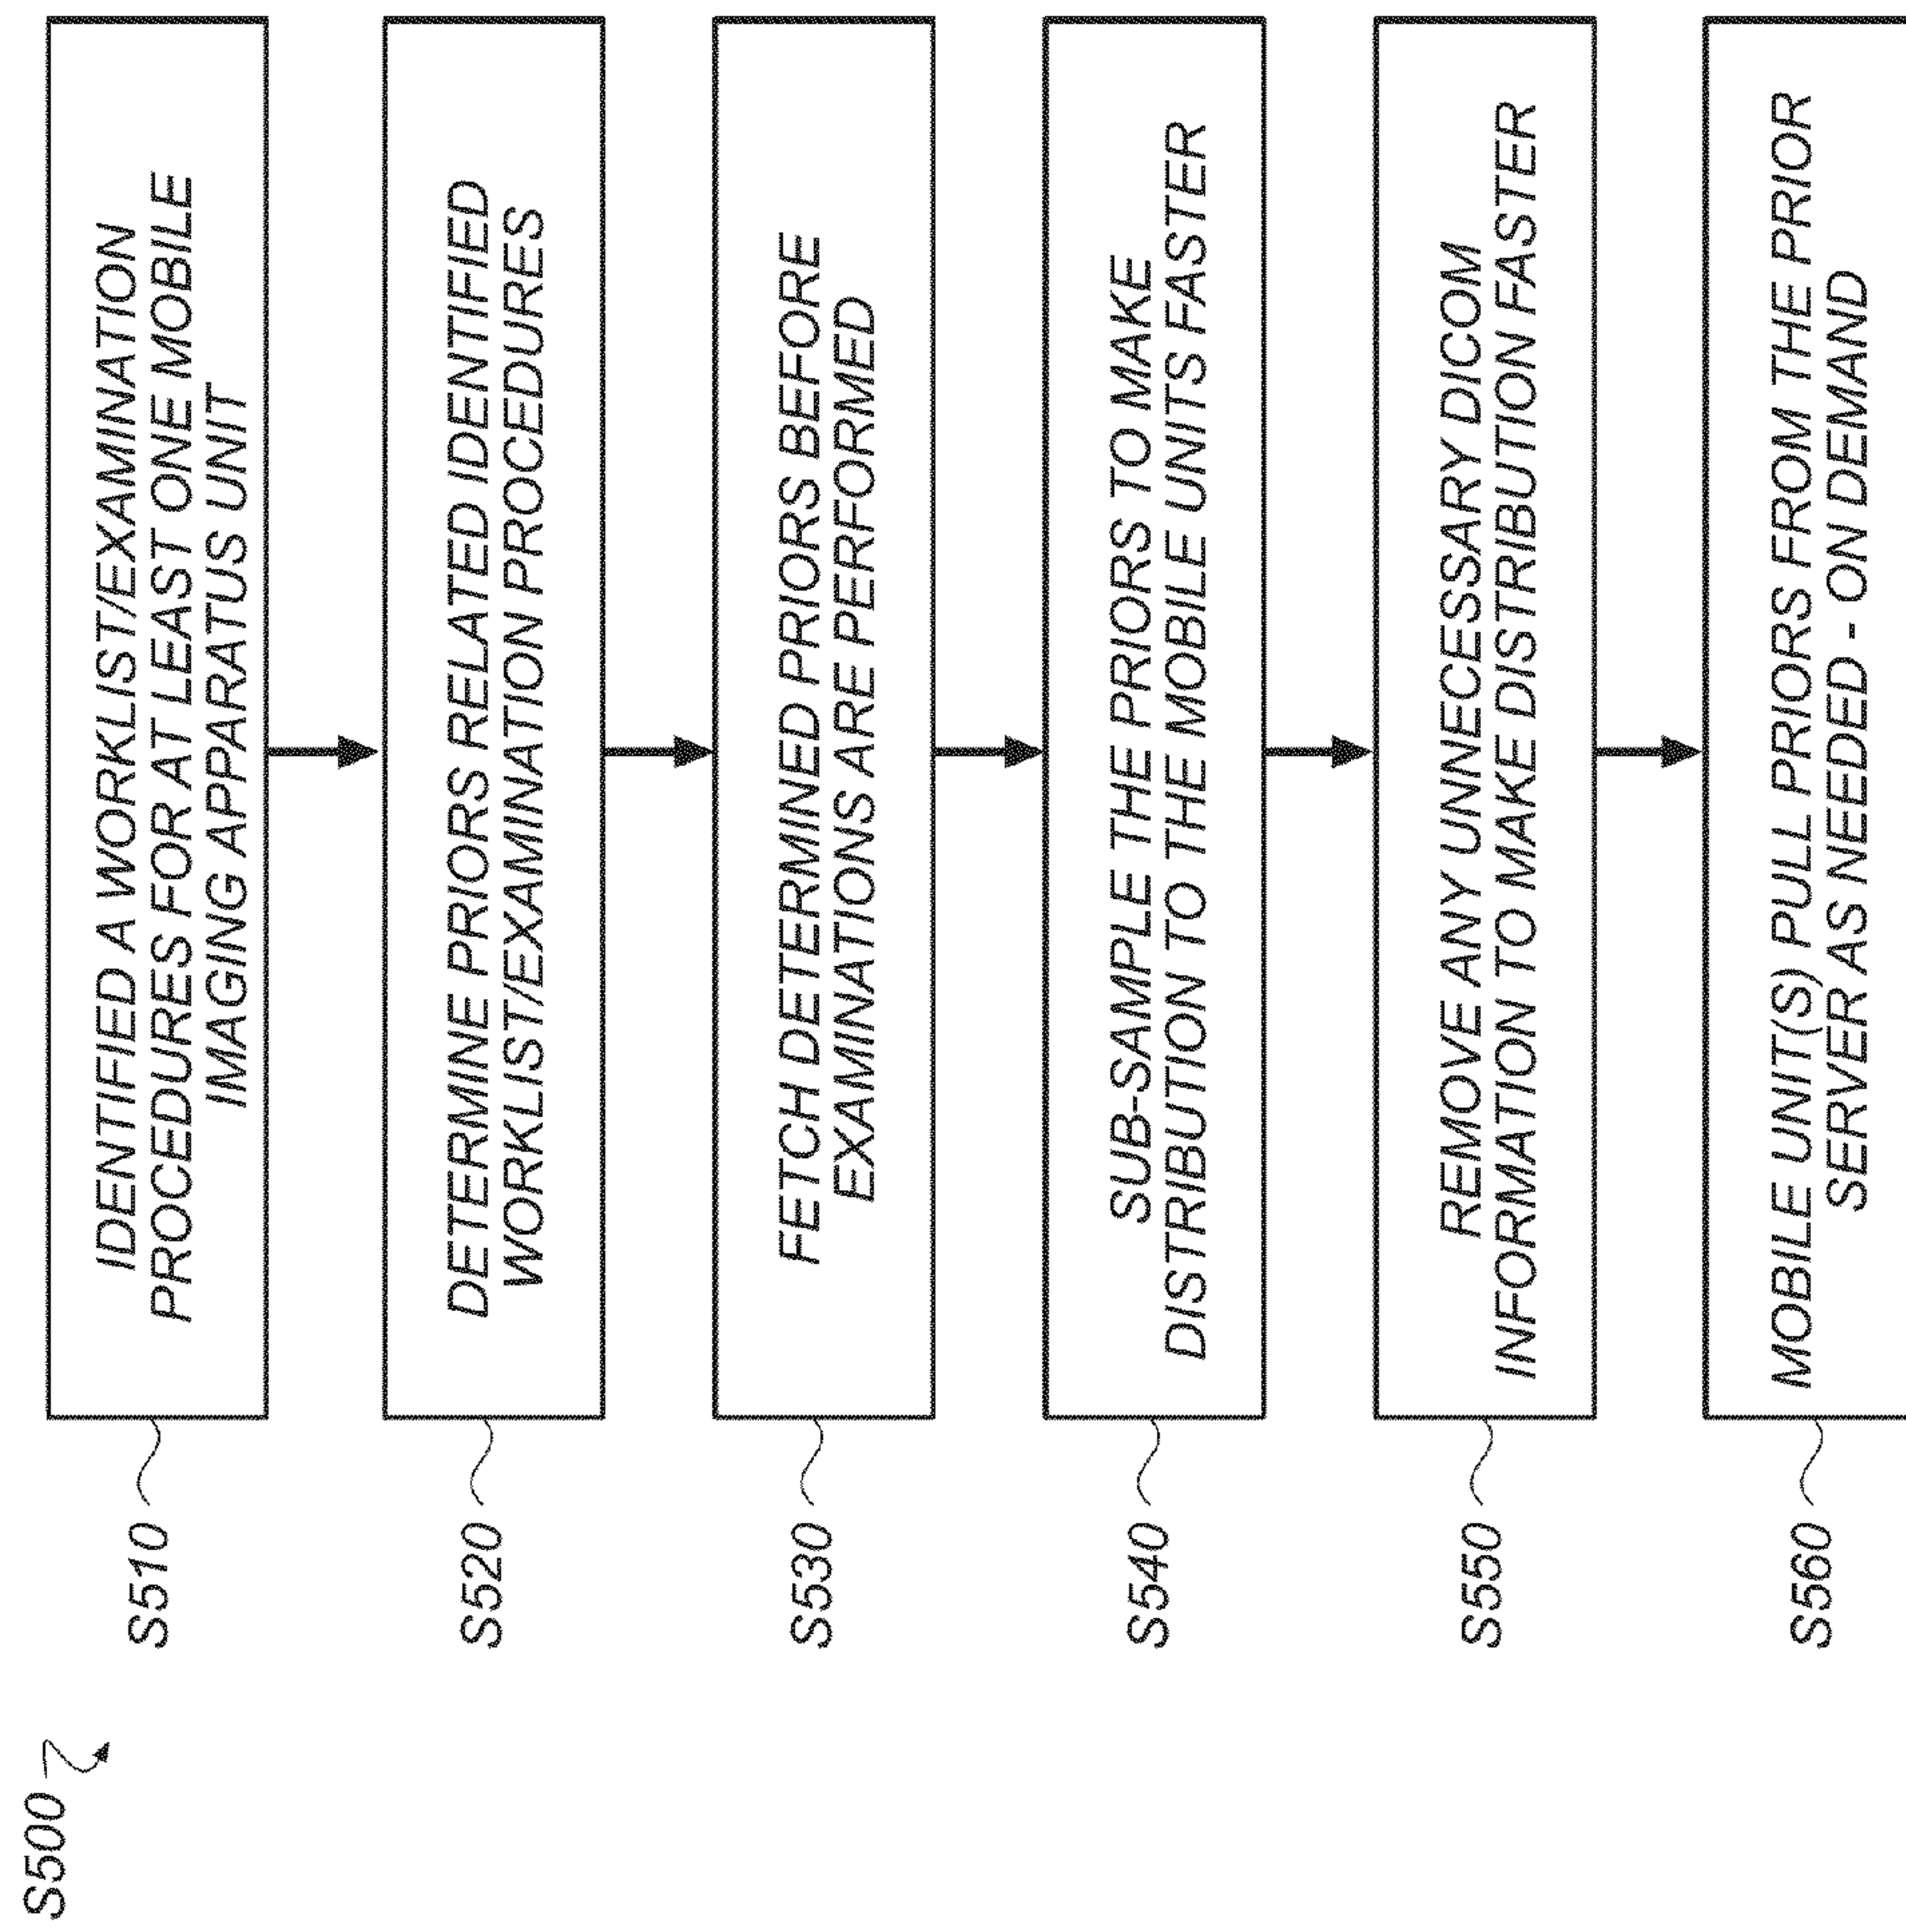 S500
S510
IDENTIFIED A WORKLIST/EXAMINATION
PROCEDURES FOR AT LEAST ONE MOBILE
IMAGING APPARATUS UNIT
S520
DETERMINE PRIORS RELATED IDENTIFIED
WORKLIST/EXAMINATION PROCEDURES
S530
FETCH DETERMINED PRIORS BEFORE
EXAMINATIONS ARE PERFORMED
S540
SUB-SAMPLE THE PRIORS TO MAKE
DISTRIBUTION TO THE MOBILE UNITS FASTER
S550
REMOVE ANY UNNECESSARY DICOM
INFORMATION TO MAKE DISTRIBUTION FASTER
S560
MOBILE UNIT(S) PULL PRIORS FROM THE PRIOR
SERVER AS NEEDED - ON DEMAND